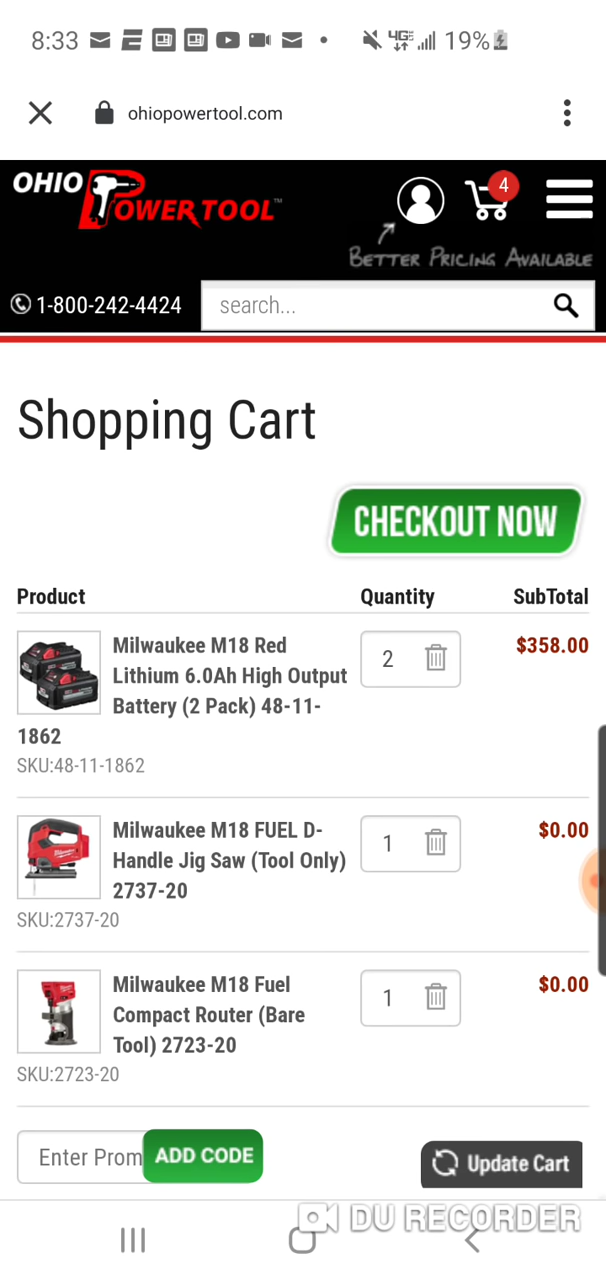 8:33 19%
ohiopowertool.com
OHIO
POWER TOOL™
4
BETTER PRICING AVAILABLE
1-800-242-4424 search...
Shopping Cart
CHECKOUT NOW
Product Quantity SubTotal
Milwaukee M18 Red 2 $358.00
Lithium 6.0Ah High Output
Battery (2 Pack) 48-11-
1862
SKU:48-11-1862
Milwaukee M18 FUEL D- 1 $0.00
Handle Jig Saw (Tool Only)
2737-20
SKU:2737-20
Milwaukee M18 Fuel 1 $0.00
Compact Router (Bare
Tool) 2723-20
SKU:2723-20
Enter Prom ADD CODE Update Cart
DU RECORDER